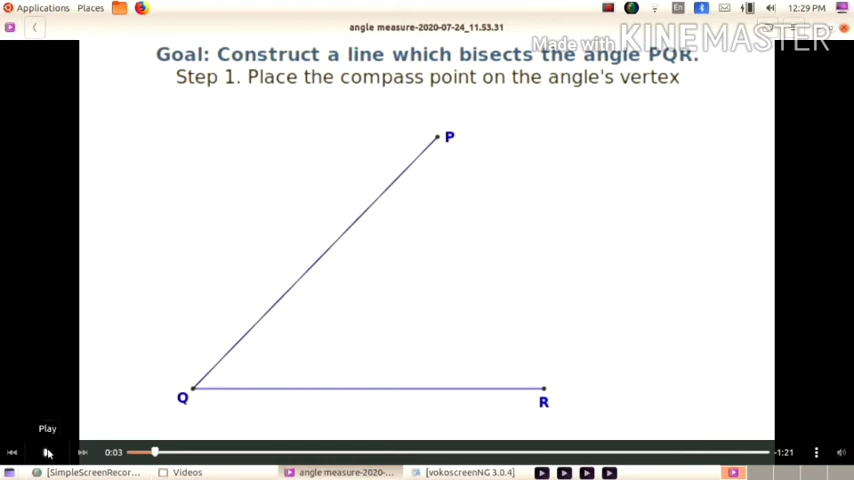 Applications Places En 12:29 PM
angle measure-2020-07-24_11.53.31
Made with KINEMASTER
Goal: Construct a line which bisects the angle PQR.
Step 1. Place the compass point on the angle's vertex
P
Q
R
Play
0:03 -1:21
[SimpleScreenRecor... Videos angle measure-2020-... [vokoscreenNG 3.0.4]